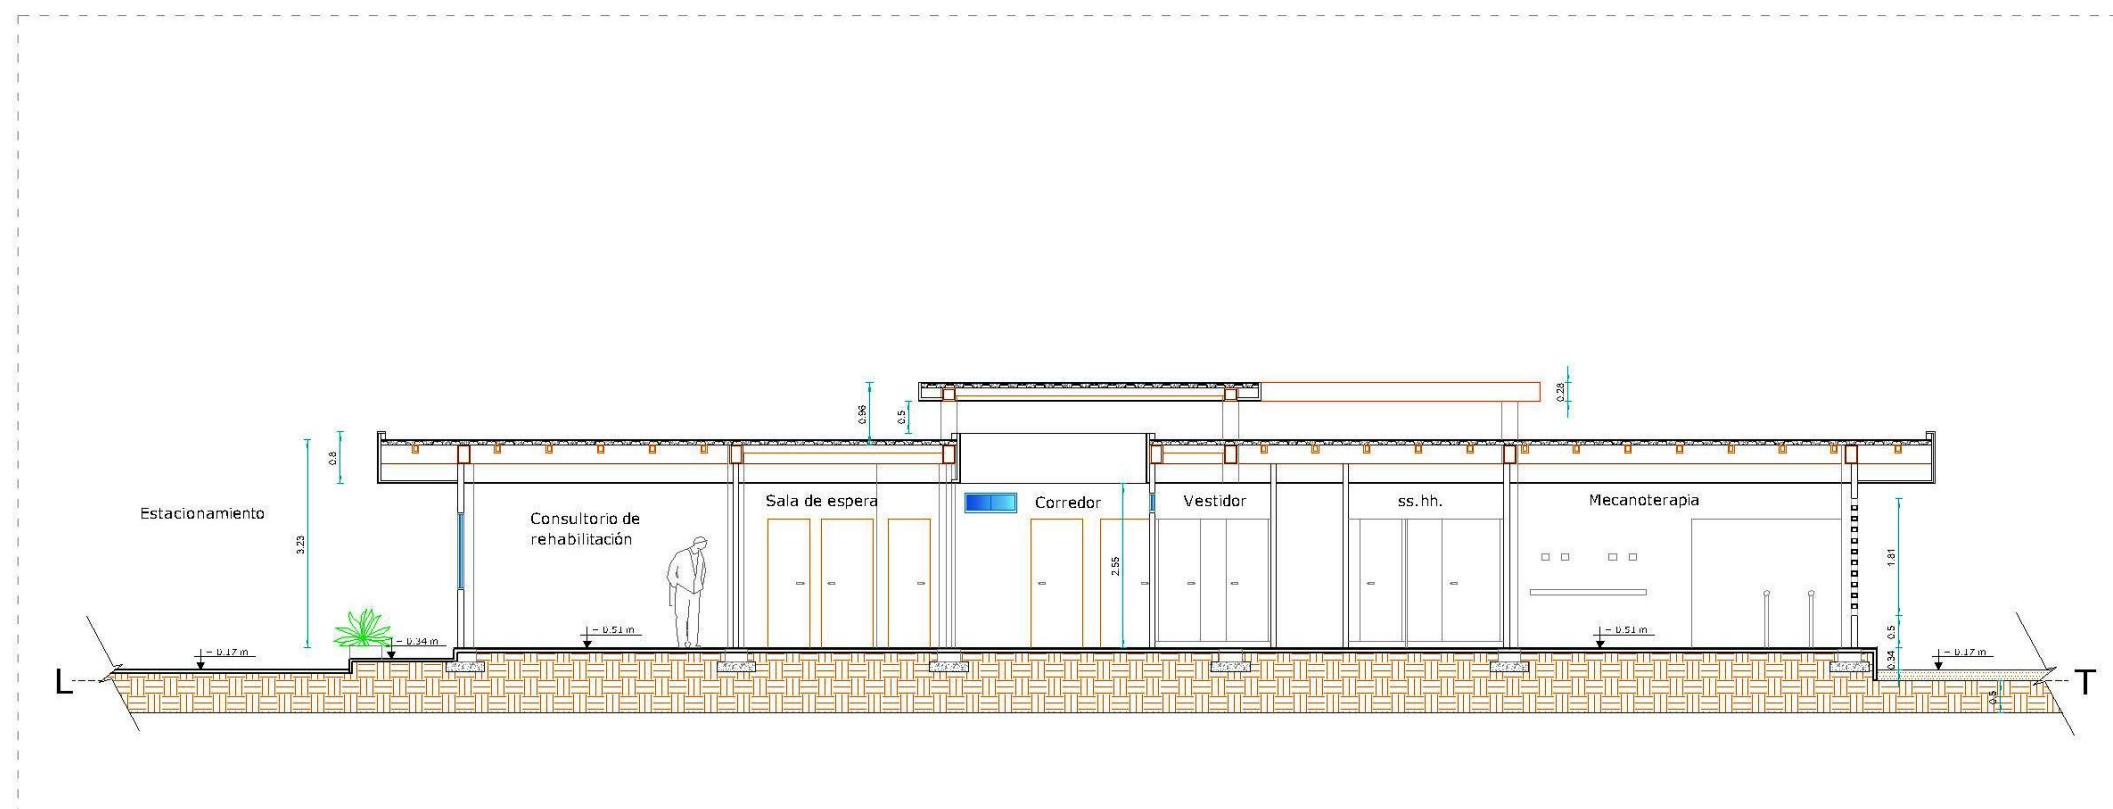 0.96
0.5
0.28
0.8
3.23
Estacionamiento
Consultorio de
rehabilitación
Sala de espera
Corredor
Vestidor
ss.hh.
Mecanoterapia
2.55
1.81
0.5
0.34
0.5
- 0.17 m
- 0.34 m
- 0.51 m
- 0.51 m
- 0.17 m
L
T